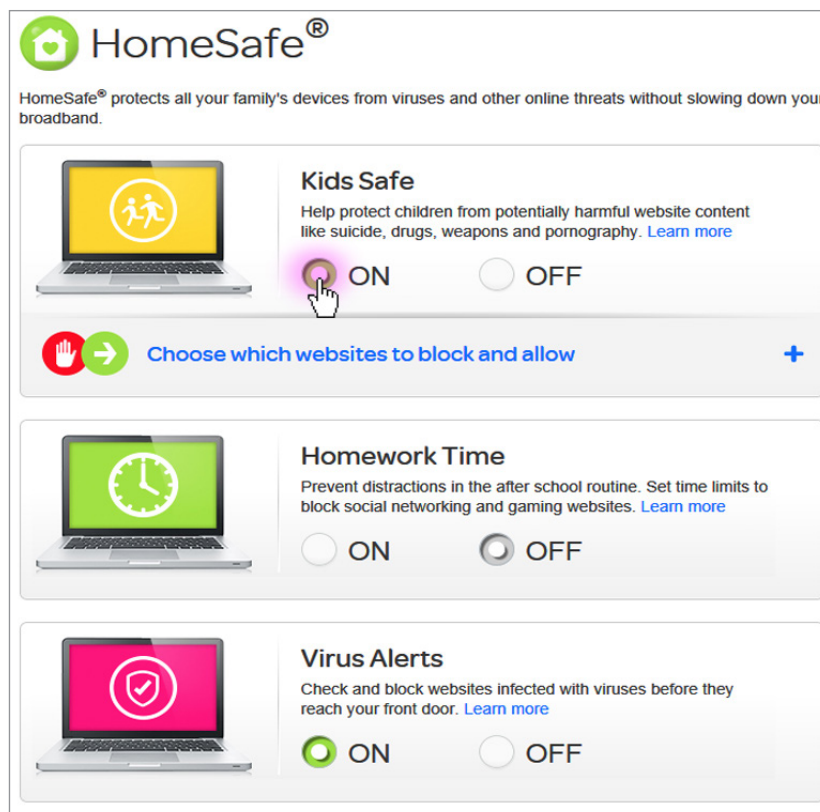 HomeSafe®
HomeSafe® protects all your family's devices from viruses and other online threats without slowing down your
broadband.
Kids Safe
Help protect children from potentially harmful website content
like suicide, drugs, weapons and pornography. Learn more
ON OFF
Choose which websites to block and allow +
Homework Time
Prevent distractions in the after school routine. Set time limits to
block social networking and gaming websites. Learn more
ON OFF
Virus Alerts
Check and block websites infected with viruses before they
reach your front door. Learn more
ON OFF